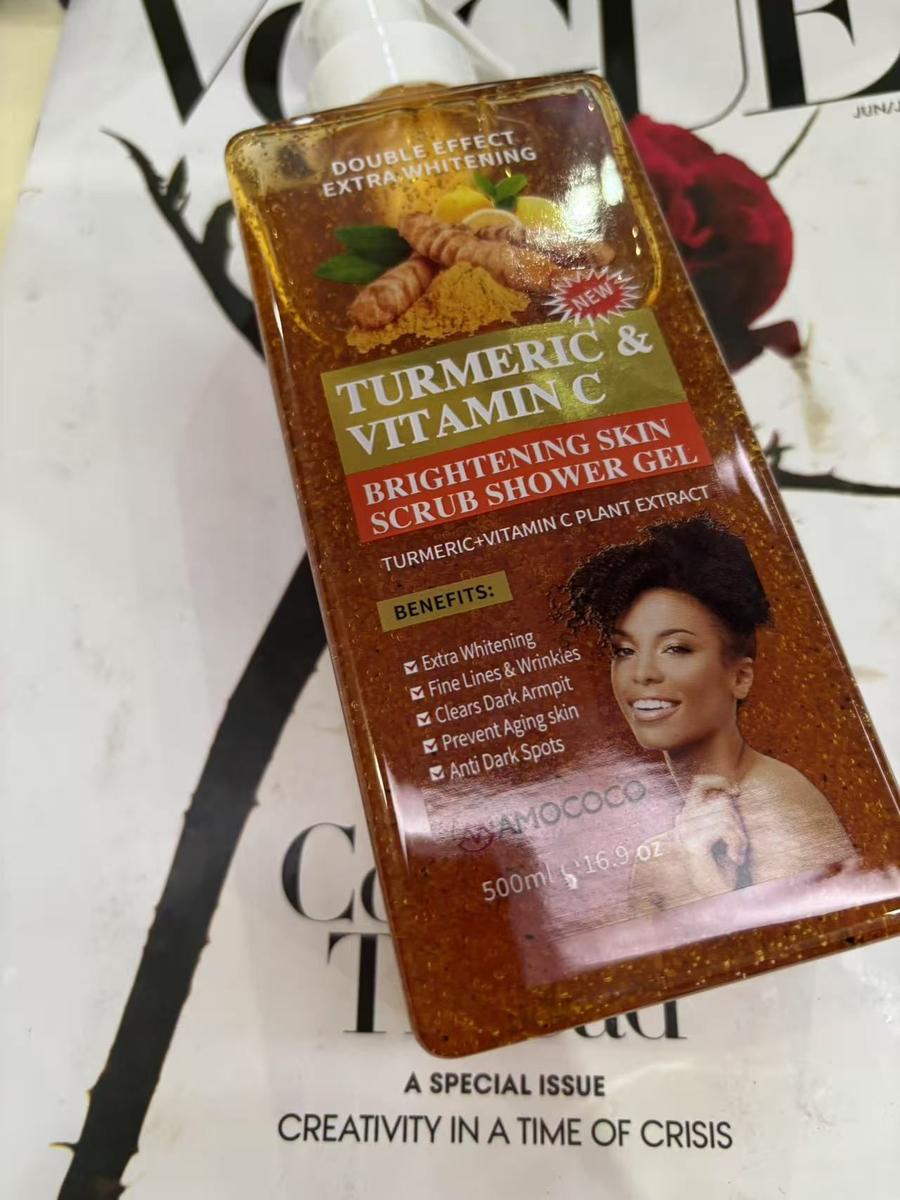 VOGUE
JUN/J
DOUBLE EFFECT
EXTRA WHITENING
NEW
TURMERIC &
VITAMIN C
BRIGHTENING SKIN
SCRUB SHOWER GEL
TURMERIC+VITAMIN C PLANT EXTRACT
BENEFITS:
Extra Whitening
Fine Lines & Wrinkles
Clears Dark Armpit
Prevent Aging skin
Anti Dark Spots
AMOCOCO
500ml e 16.9 oz
A SPECIAL ISSUE
CREATIVITY IN A TIME OF CRISIS